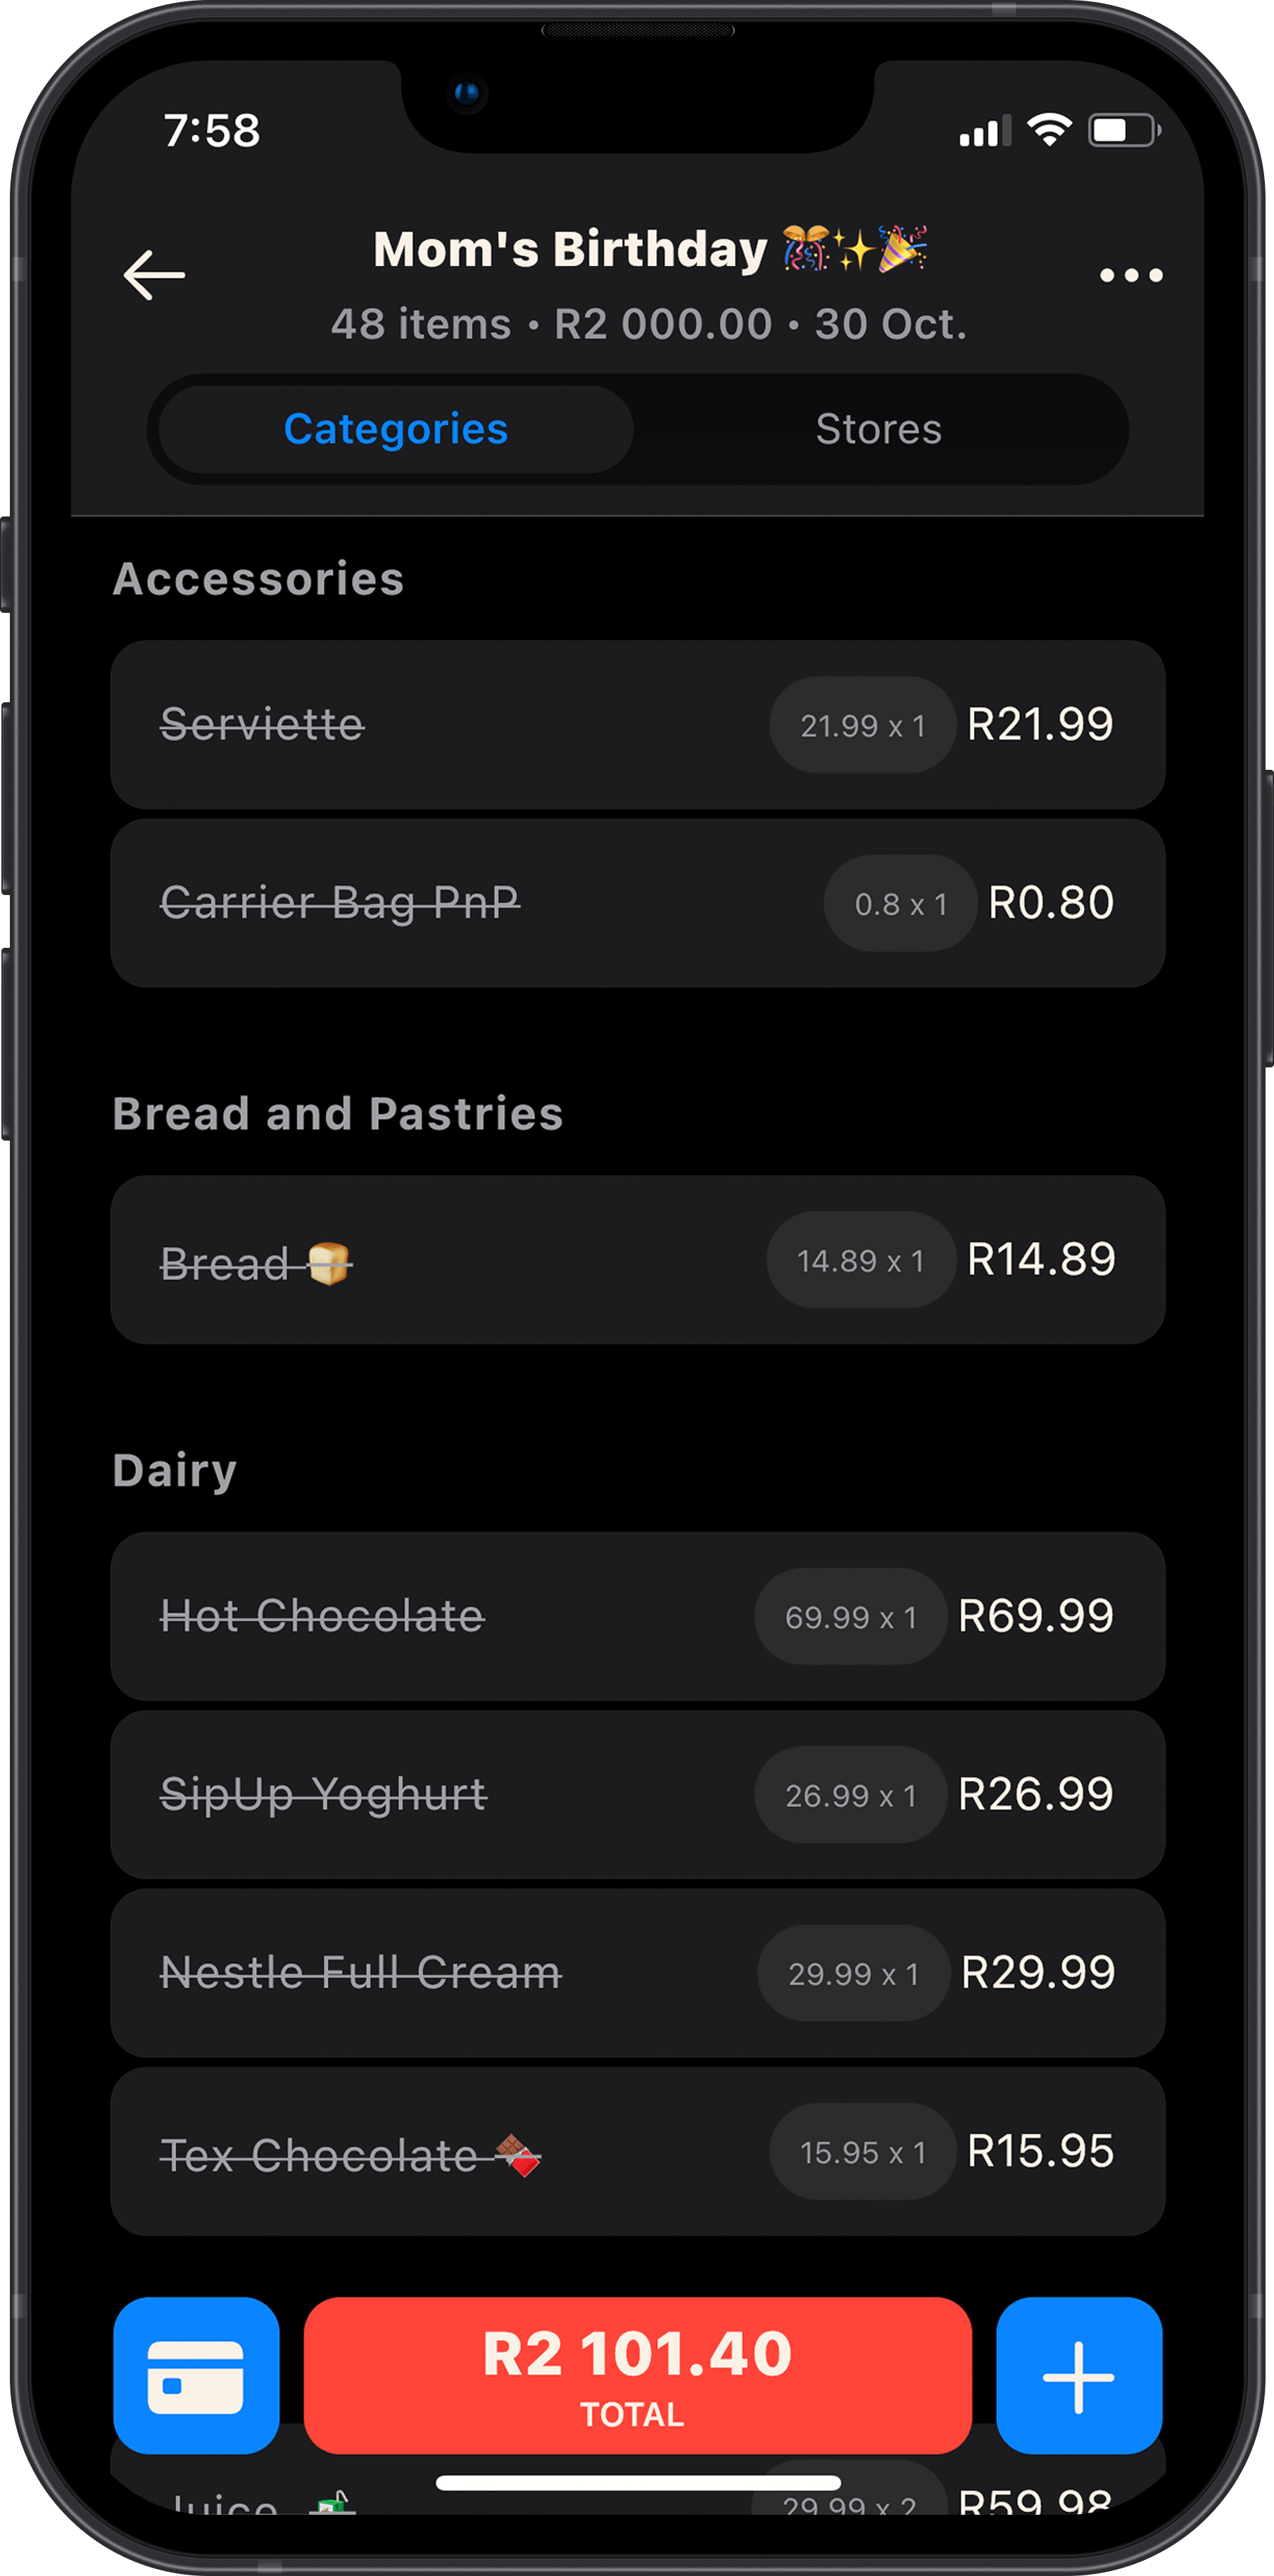 7:58
Mom's Birthday 🎊✨🎉
48 items • R2 000.00 • 30 Oct.
Categories
Stores
Accessories
Serviette 21.99 x 1 R21.99
Carrier Bag PnP 0.8 x 1 R0.80
Bread and Pastries
Bread 🍞 14.89 x 1 R14.89
Dairy
Hot Chocolate 69.99 x 1 R69.99
SipUp Yoghurt 26.99 x 1 R26.99
Nestle Full Cream 29.99 x 1 R29.99
Tex Chocolate 🍫 15.95 x 1 R15.95
R2 101.40
TOTAL
Juice 🧃 29.99 x 2 R59.98